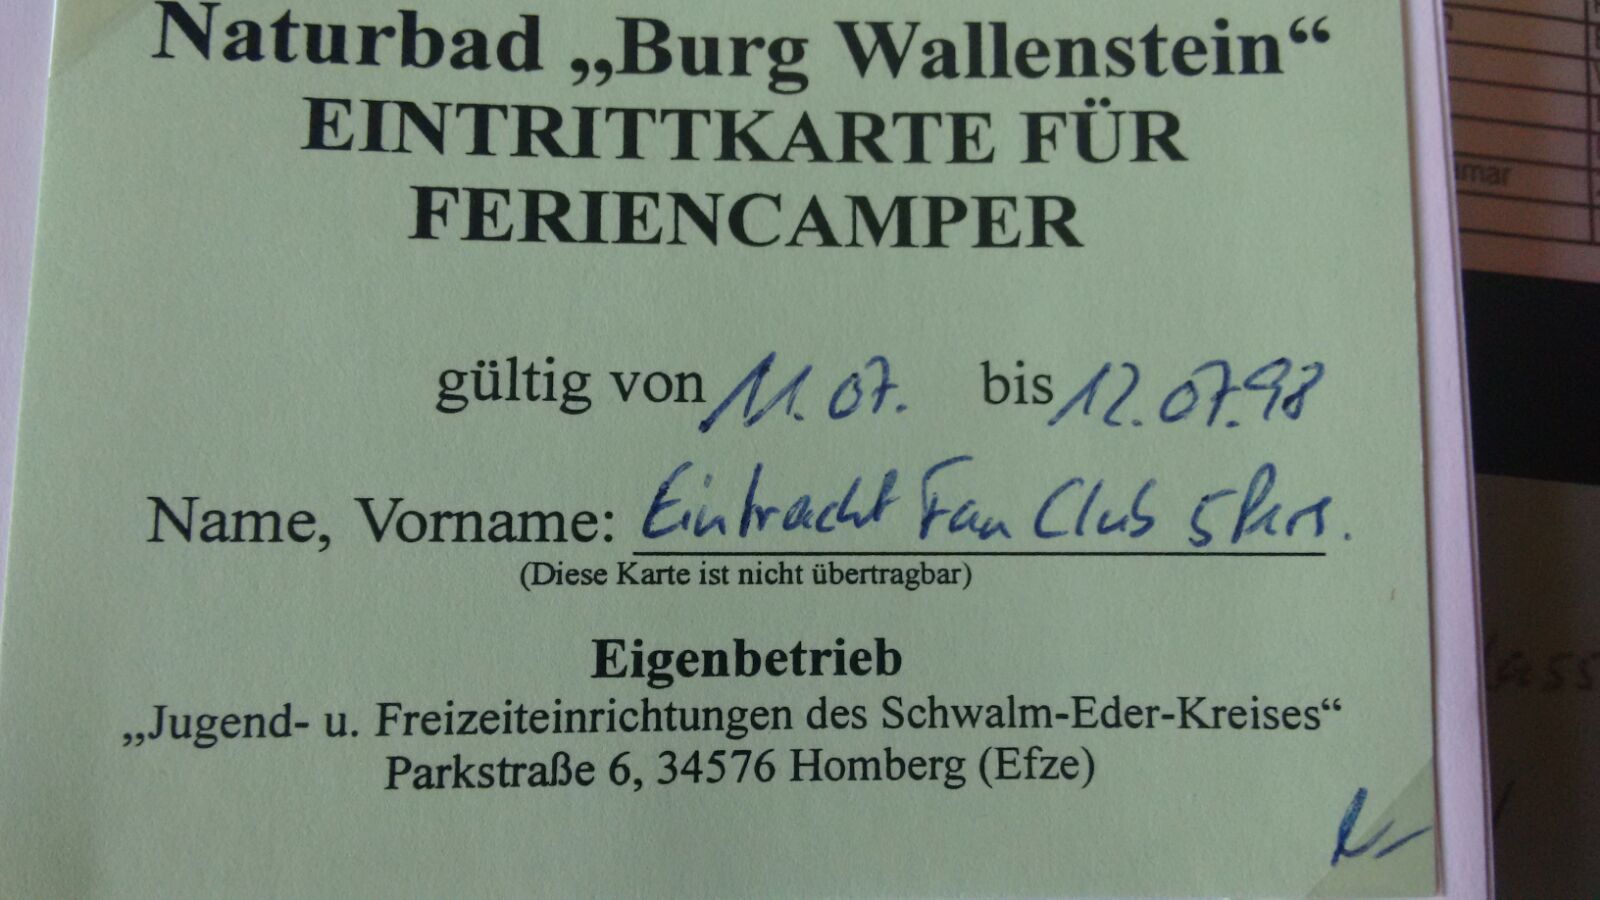 Naturbad „Burg Wallenstein“
EINTRITTKARTE FÜR
FERIENCAMPER
gültig von 11.07. bis 12.07.98
Name, Vorname: Eintracht Fan Club 5 Pers.
(Diese Karte ist nicht übertragbar)
Eigenbetrieb
„Jugend- u. Freizeiteinrichtungen des Schwalm-Eder-Kreises“
Parkstraße 6, 34576 Homberg (Efze)